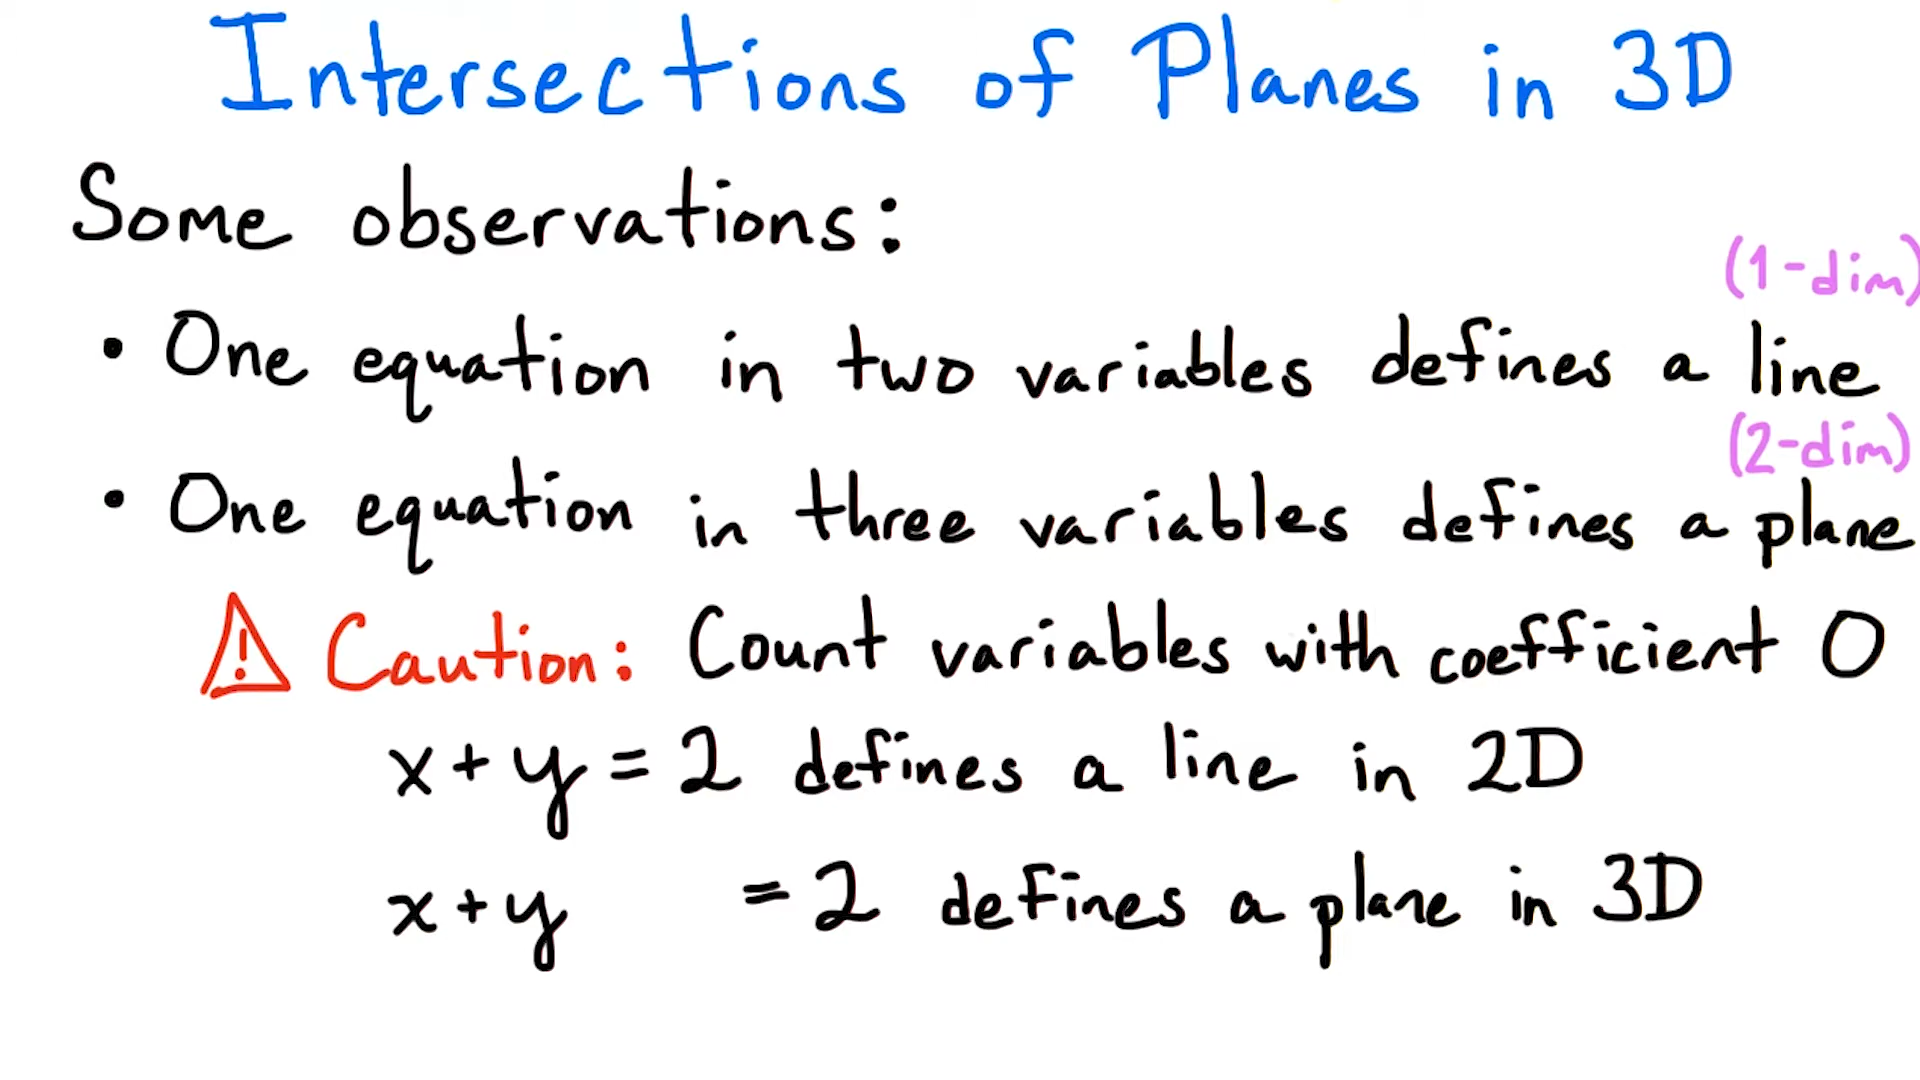 Intersections of Planes in 3D
Some observations:
(1-dim)
• One equation in two variables defines a line
(2-dim)
• One equation in three variables defines a plane
! Caution: Count variables with coefficient 0
x + y = 2 defines a line in 2D
x + y = 2 defines a plane in 3D